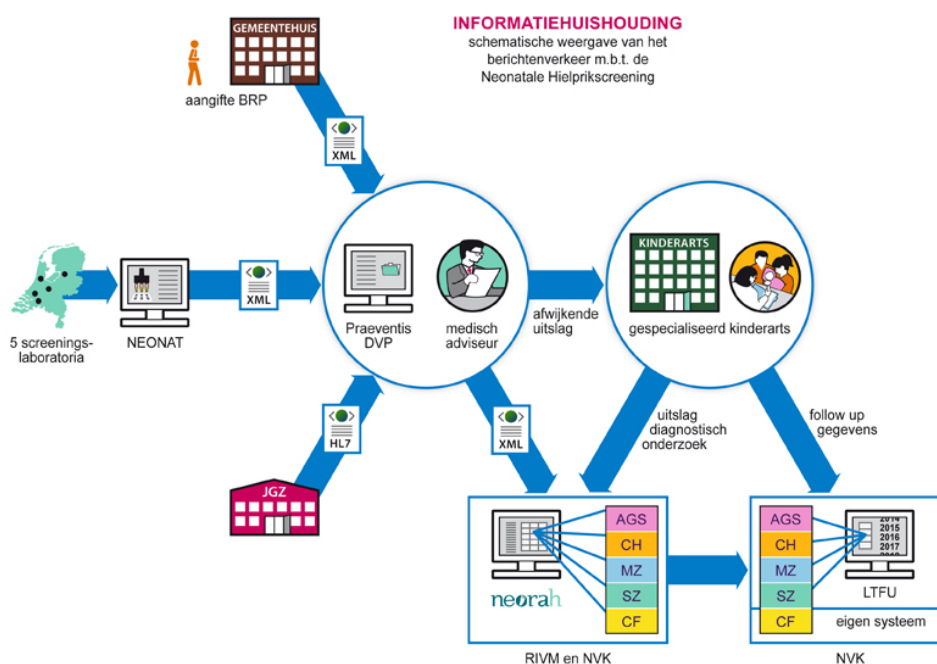 INFORMATIEHUISHOUDING
schematische weergave van het
berichtenverkeer m.b.t. de
Neonatale Hielprikscreening
GEMEENTEHUIS
aangifte BRP
XML
5 screenings-
laboratoria
NEONAT
XML
Praeventis
DVP
medisch
adviseur
afwijkende
uitslag
KINDERARTS
gespecialiseerd kinderarts
HL7
JGZ
XML
uitslag
diagnostisch
onderzoek
follow up
gegevens
neorah
AGS
CH
MZ
SZ
CF
RIVM en NVK
AGS
CH
MZ
SZ
CF
2014
2015
2016
2017
LTFU
eigen systeem
NVK